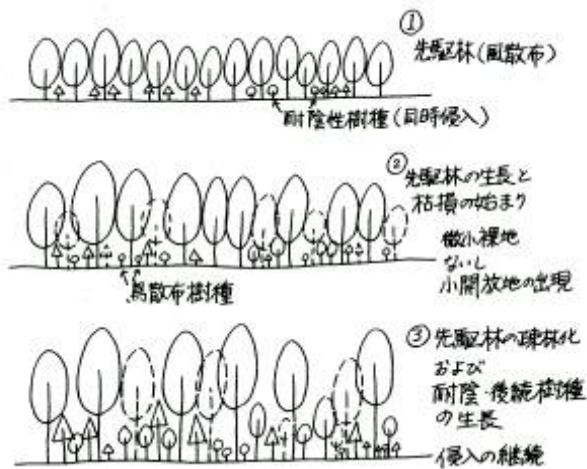 ①
先駆林(風散布)
耐陰性樹種(同時侵入)
②
先駆林の生長と
枯損の始まり
微小裸地
ないし
小開放地の出現
鳥散布樹種
③先駆林の疎林化
および
耐陰・後続樹種
の生長
侵入の継続